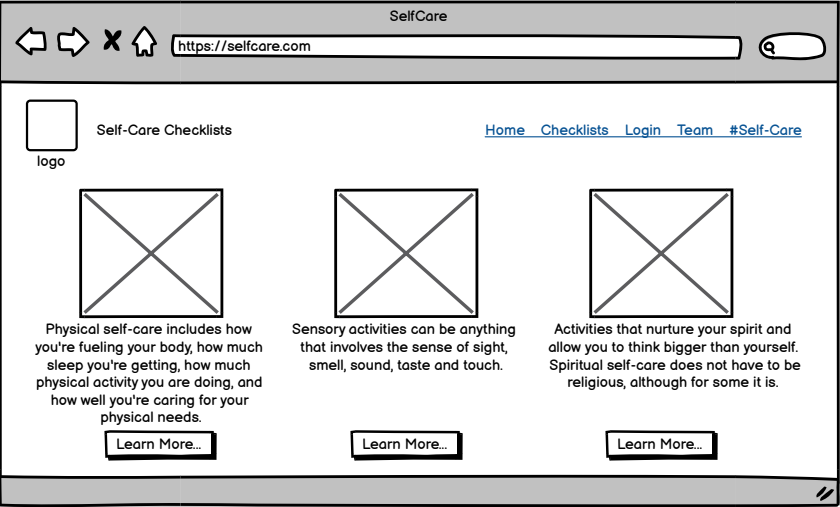 SelfCare
https://selfcare.com
Self-Care Checklists
Home Checklists Login Team #Self-Care
logo
Physical self-care includes how
you're fueling your body, how much
sleep you're getting, how much
physical activity you are doing, and
how well you're caring for your
physical needs.
Learn More...
Sensory activities can be anything
that involves the sense of sight,
smell, sound, taste and touch.
Learn More...
Activities that nurture your spirit and
allow you to think bigger than yourself.
Spiritual self-care does not have to be
religious, although for some it is.
Learn More...